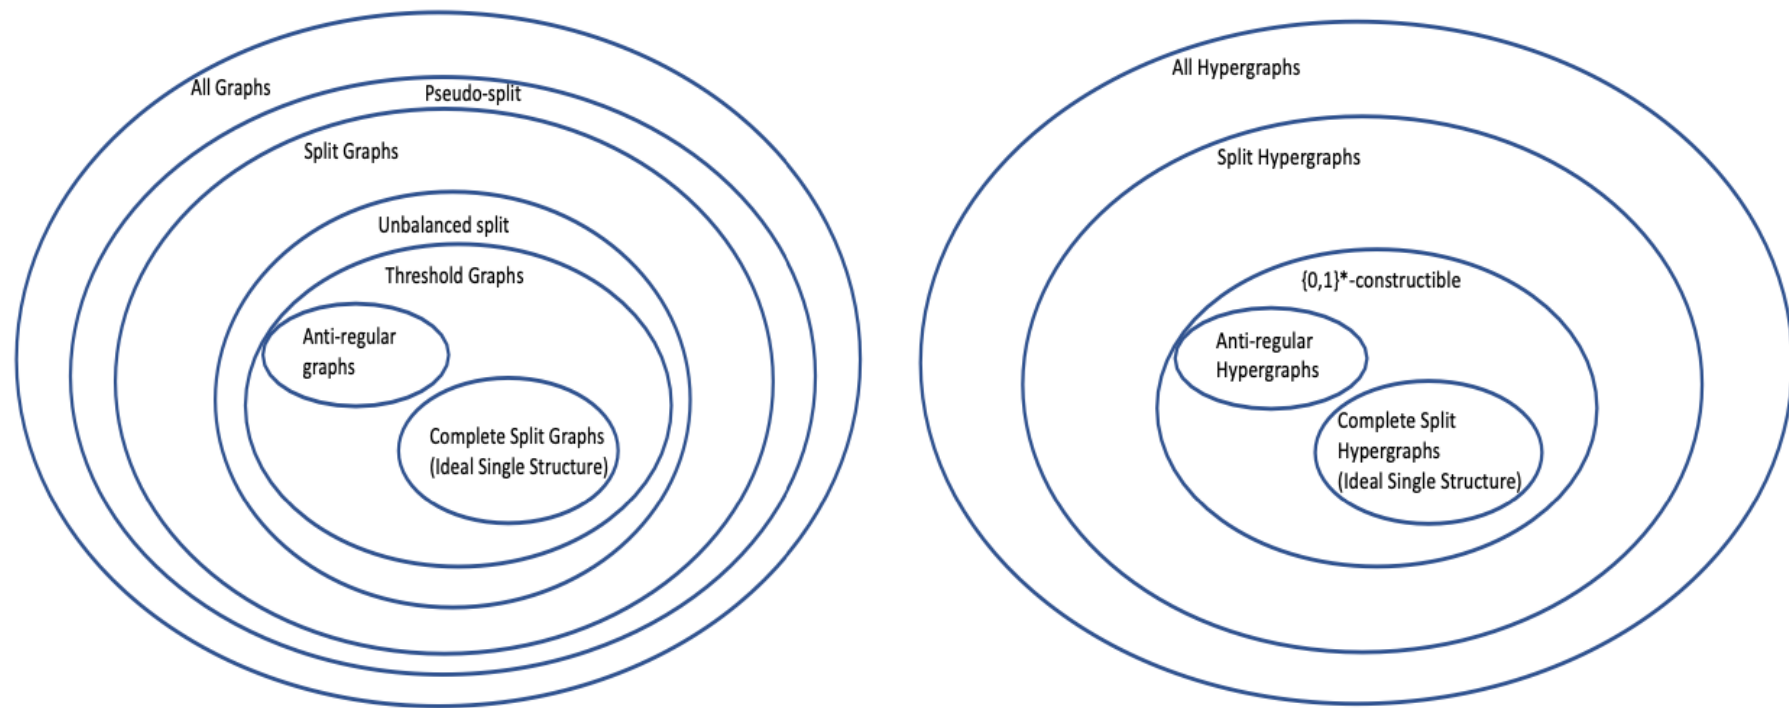 All Graphs
Pseudo-split
Split Graphs
Unbalanced split
Threshold Graphs
Anti-regular
graphs
Complete Split Graphs
(Ideal Single Structure)
All Hypergraphs
Split Hypergraphs
{0,1}*-constructible
Anti-regular
Hypergraphs
Complete Split
Hypergraphs
(Ideal Single Structure)